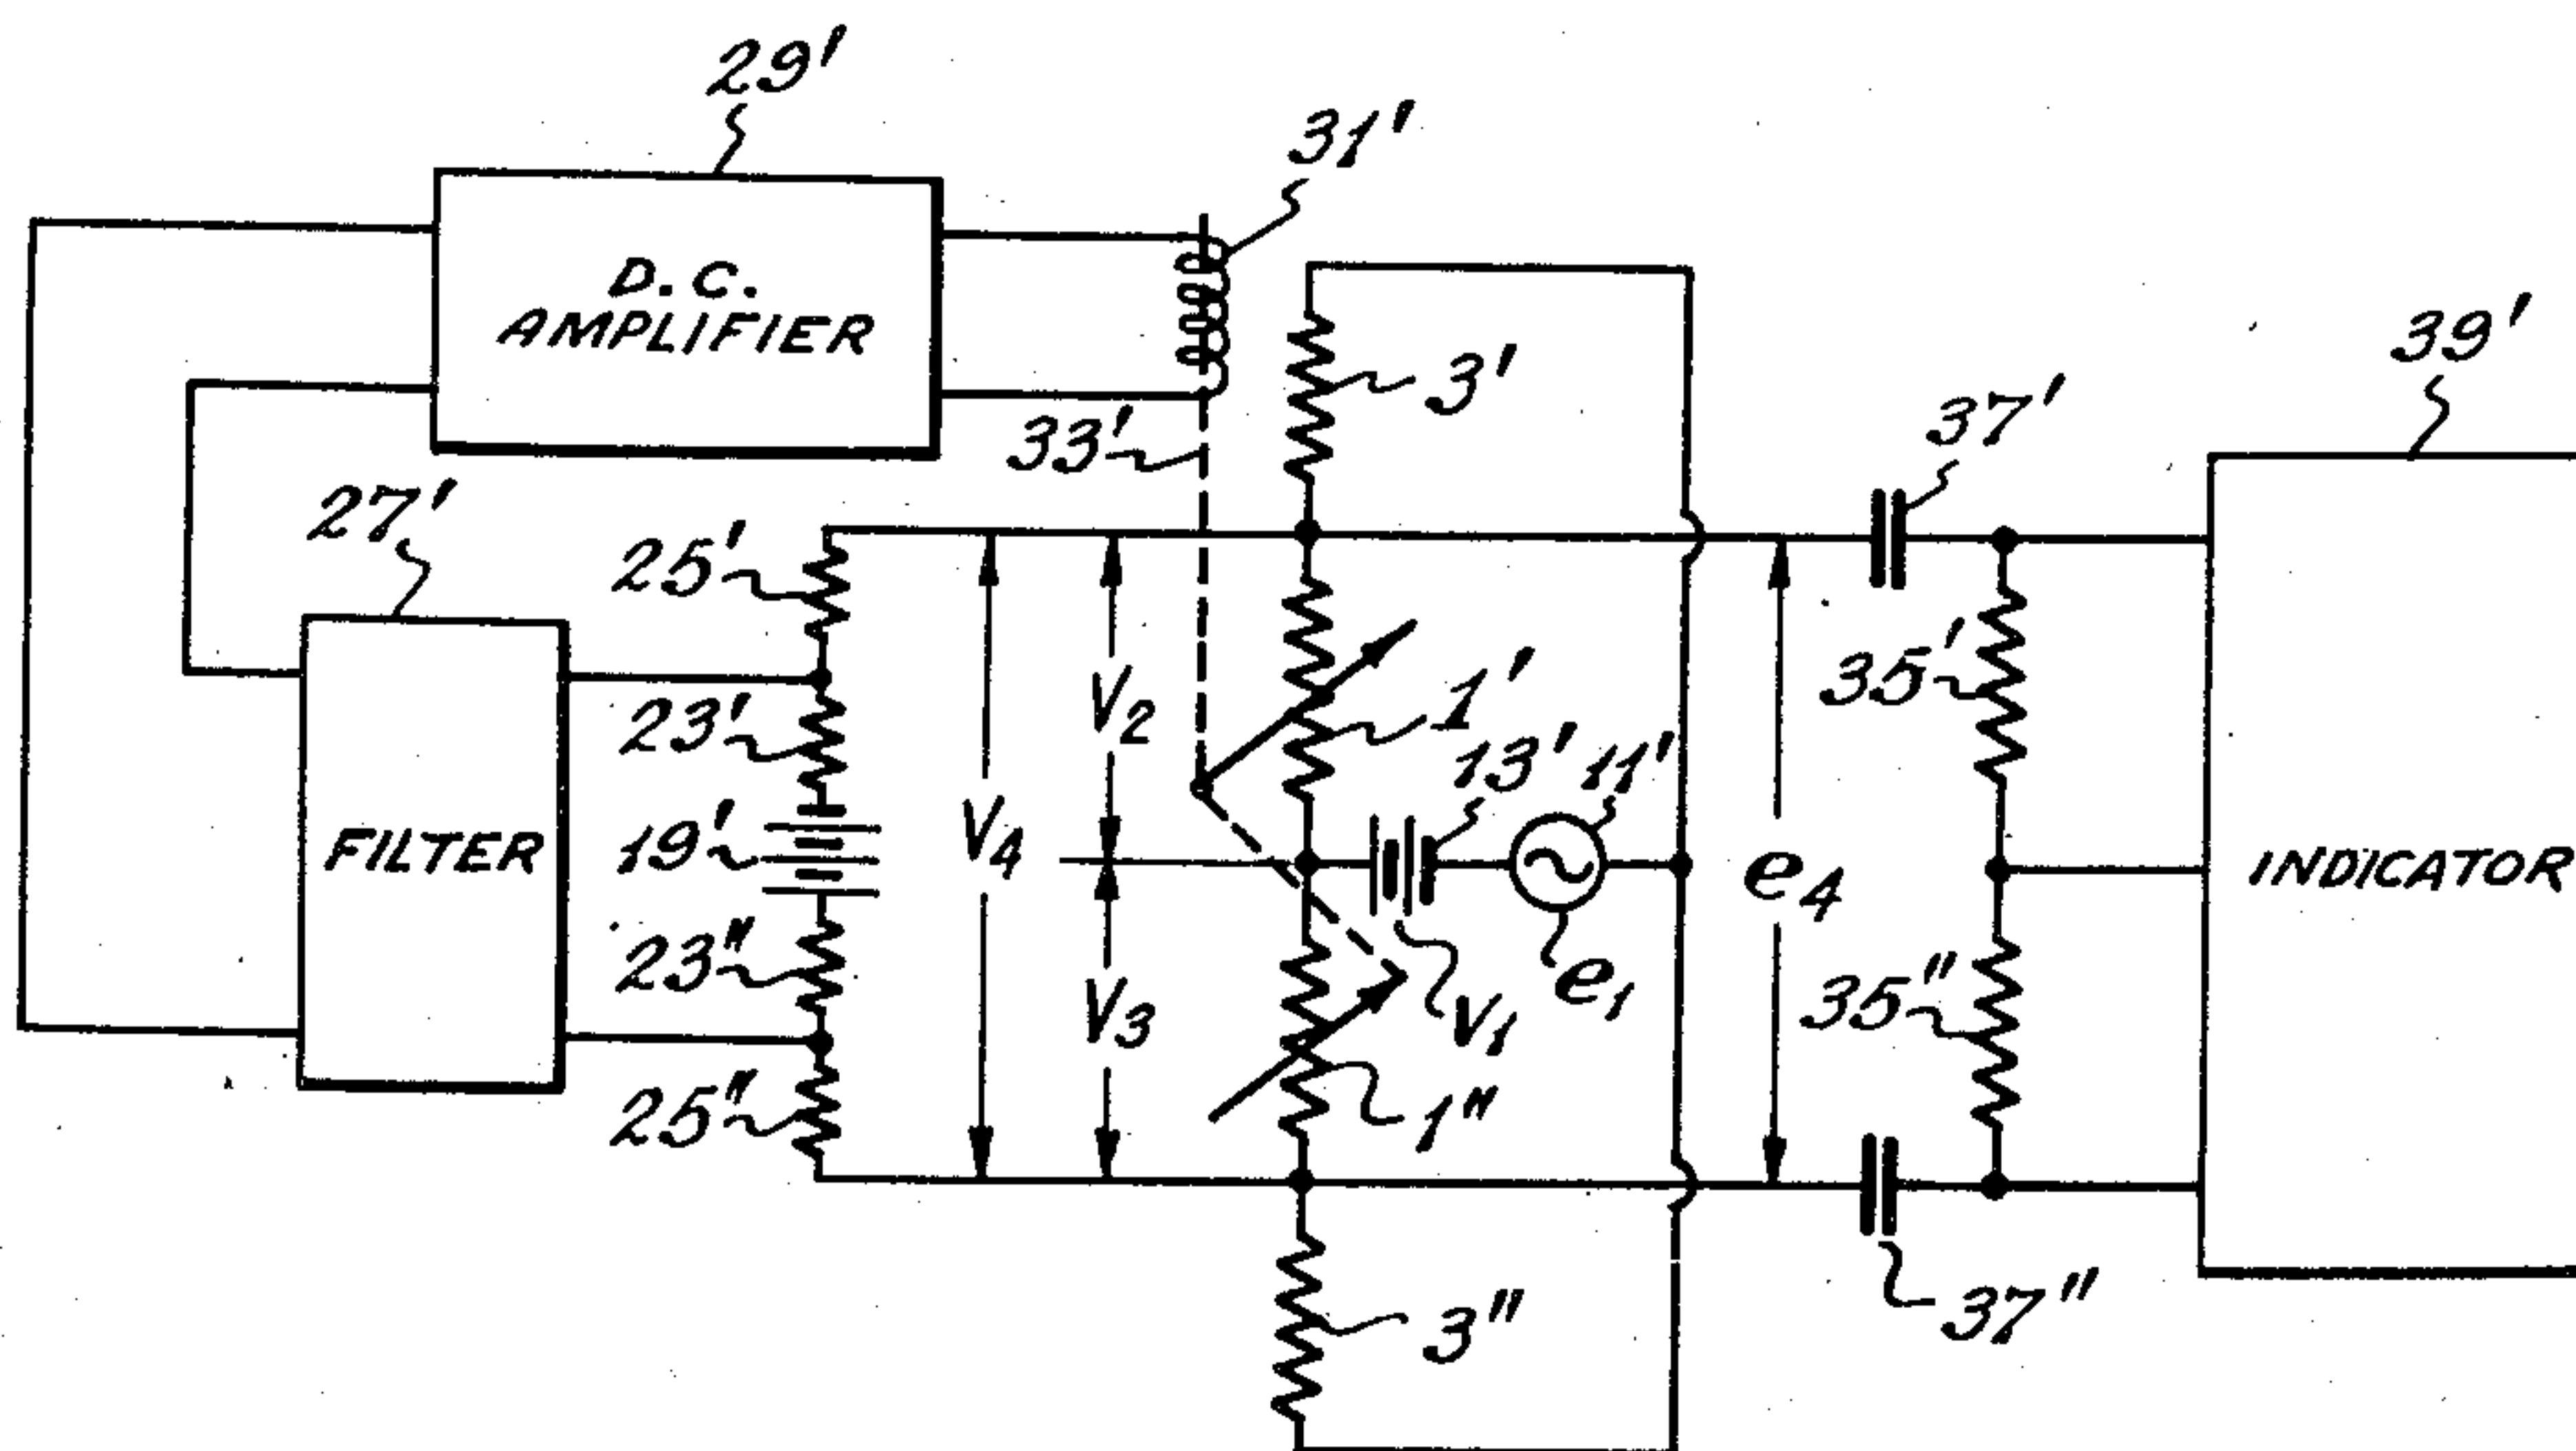 29'
31'
D.C.
AMPLIFIER
3'
39'
33'
37'
27'
25'
35'
V2
1'
23'
13' 11'
19'
V4
e4
FILTER
INDICATOR
23"
V3
V1
e1
35"
25"
1"
37"
3"